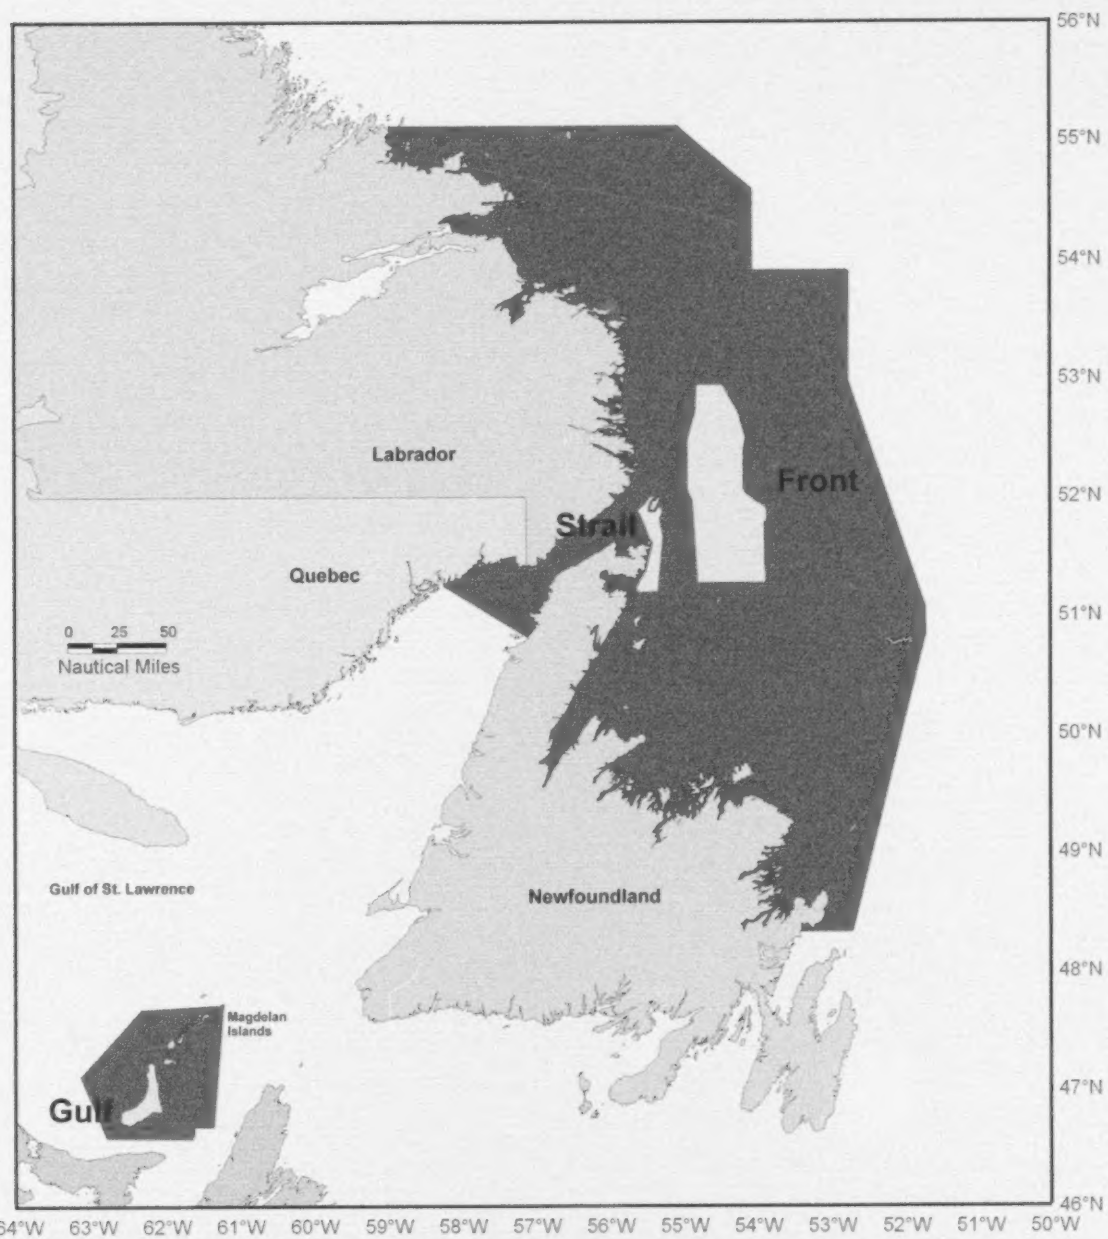 56°N
55°N
54°N
53°N
Labrador
Front
52°N
Strait
Quebec
51°N
0 25 50
Nautical Miles
50°N
49°N
Gulf of St. Lawrence
Newfoundland
48°N
Magdelan
Islands
47°N
Gulf
46°N
64°W 63°W 62°W 61°W 60°W 59°W 58°W 57°W 56°W 55°W 54°W 53°W 52°W 51°W 50°W